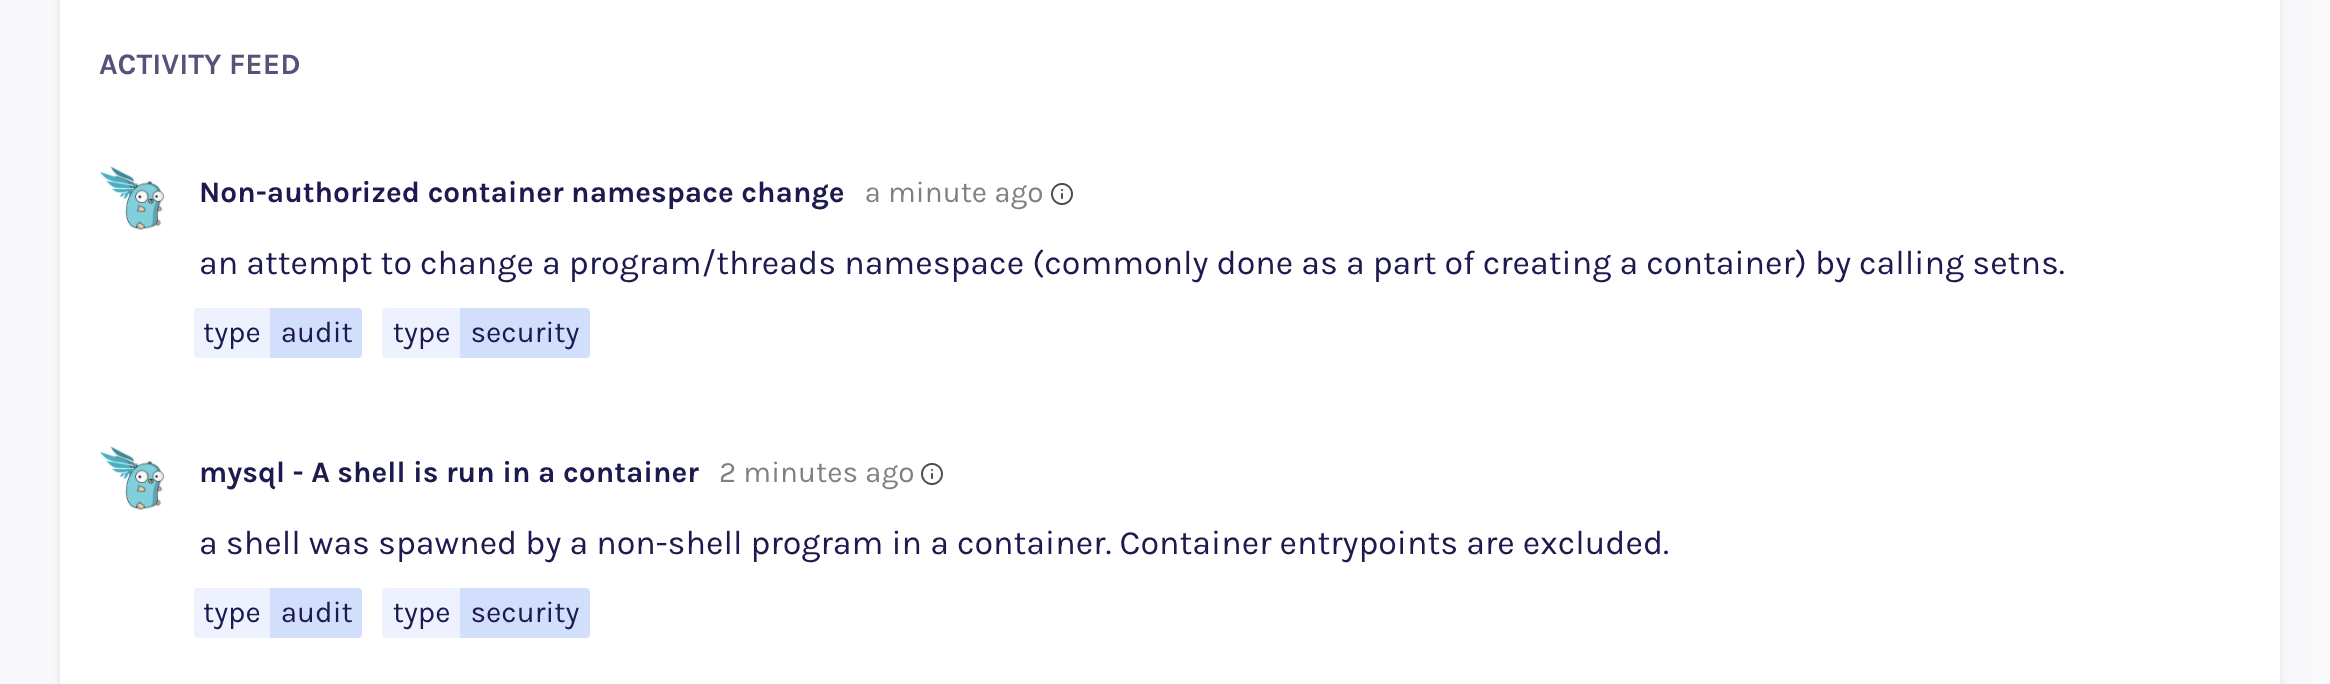 ACTIVITY FEED
Non-authorized container namespace change a minute ago
an attempt to change a program/threads namespace (commonly done as a part of creating a container) by calling setns.
type audit type security
mysql - A shell is run in a container 2 minutes ago
a shell was spawned by a non-shell program in a container. Container entrypoints are excluded.
type audit type security